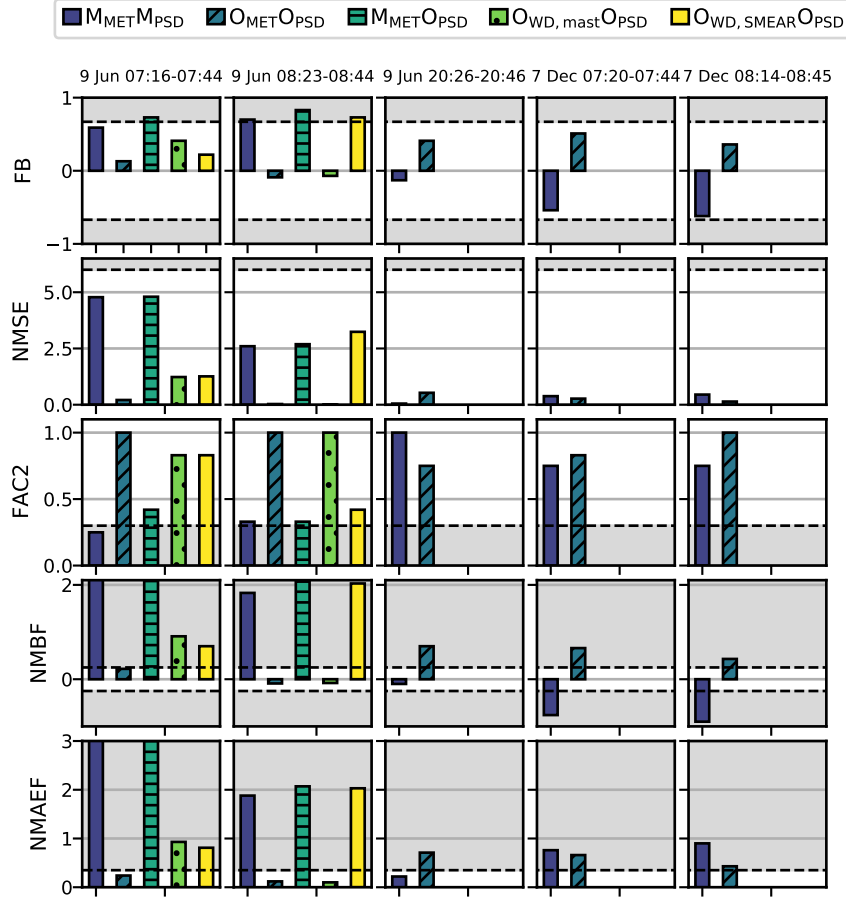 M_MET M_PSD O_MET O_PSD M_MET O_PSD O_WD, mast O_PSD O_WD, SMEAR O_PSD
9 Jun 07:16-07:44 9 Jun 08:23-08:44 9 Jun 20:26-20:46 7 Dec 07:20-07:44 7 Dec 08:14-08:45
FB
1
0
−1
NMSE
5.0
2.5
0.0
FAC2
1.0
0.5
0.0
NMBF
2
0
NMAEF
3
2
1
0